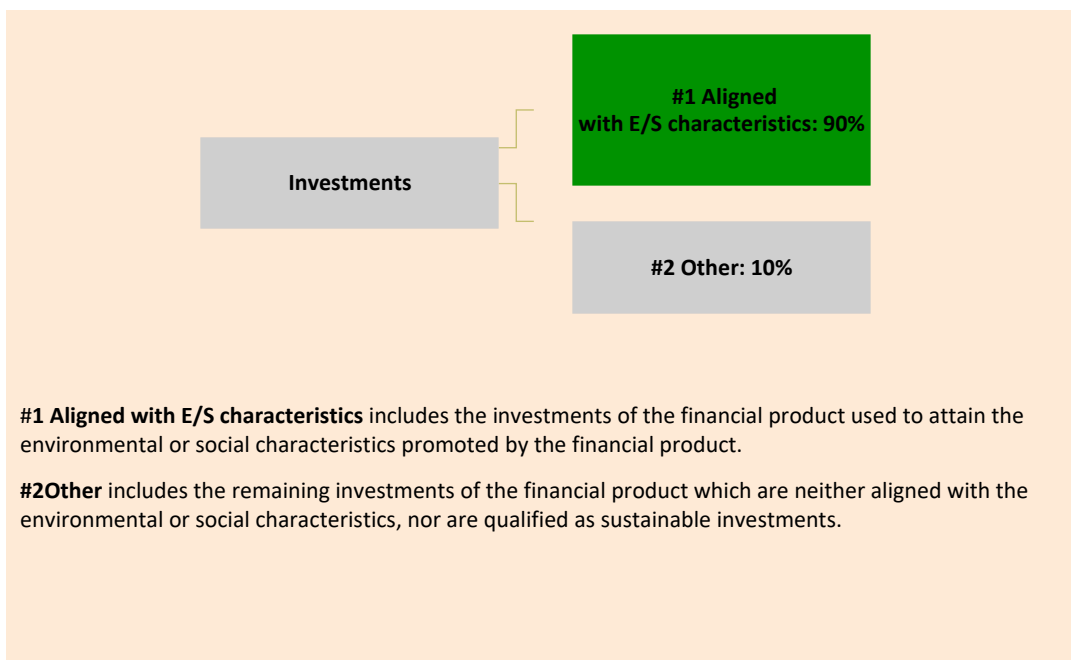 #1 Aligned
with E/S characteristics: 90%
Investments
#2 Other: 10%
#1 Aligned with E/S characteristics includes the investments of the financial product used to attain the
environmental or social characteristics promoted by the financial product.
#2Other includes the remaining investments of the financial product which are neither aligned with the
environmental or social characteristics, nor are qualified as sustainable investments.